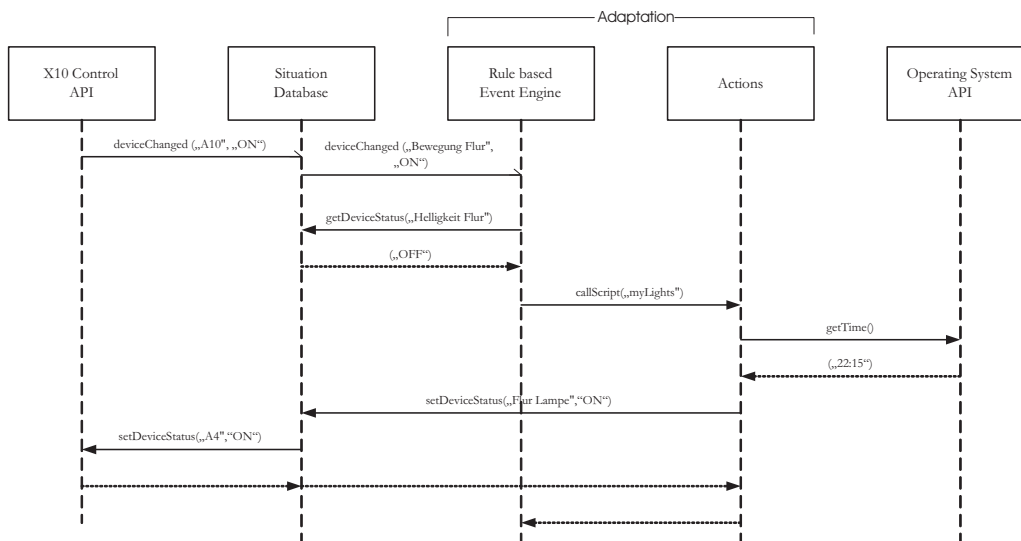 Adaptation
X10 Control
API
Situation
Database
Rule based
Event Engine
Actions
Operating System
API
deviceChanged („A10", „ON“)
deviceChanged („Bewegung Flur",
„ON“)
getDeviceStatus(„Helligkeit Flur")
(„OFF“)
callScript(„myLights")
getTime()
(„22:15“)
setDeviceStatus(„Flur Lampe",“ON“)
setDeviceStatus(„A4",“ON“)